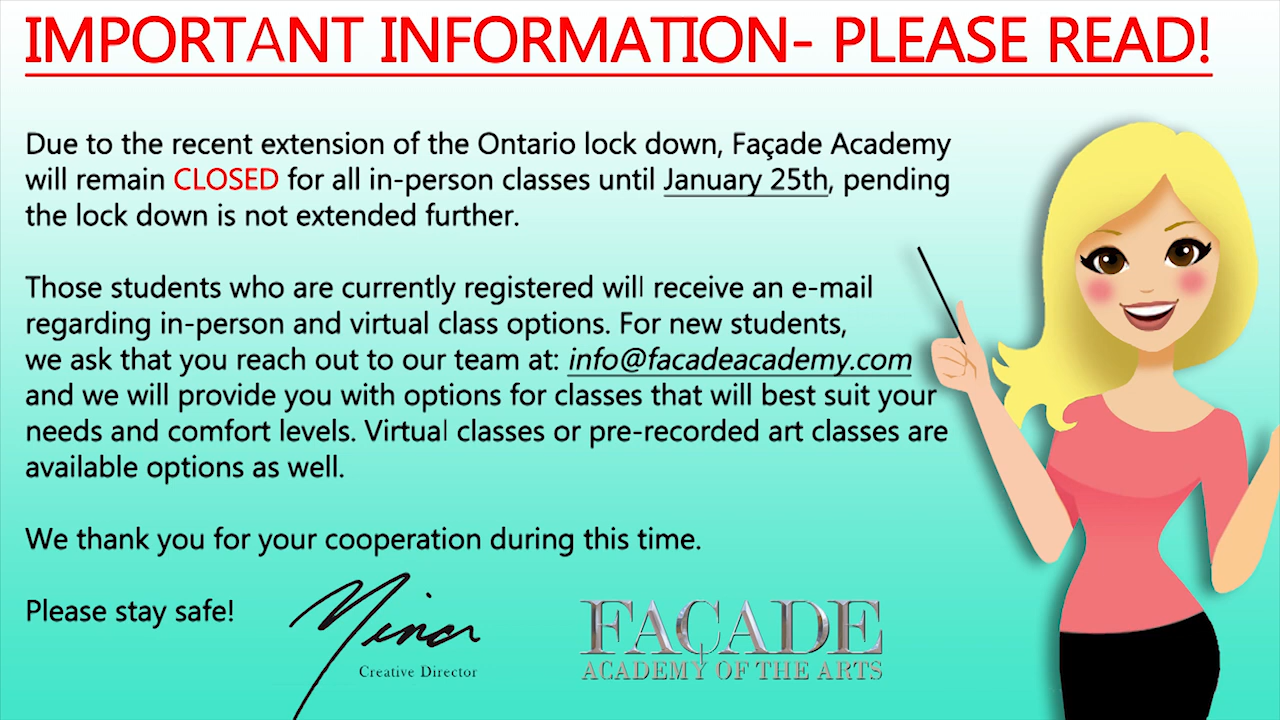 IMPORTANT INFORMATION- PLEASE READ!
Due to the recent extension of the Ontario lock down, Façade Academy
will remain CLOSED for all in-person classes until January 25th, pending
the lock down is not extended further.
Those students who are currently registered will receive an e-mail
regarding in-person and virtual class options. For new students,
we ask that you reach out to our team at: info@facadeacademy.com
and we will provide you with options for classes that will best suit your
needs and comfort levels. Virtual classes or pre-recorded art classes are
available options as well.
We thank you for your cooperation during this time.
Please stay safe!
Nina
Creative Director
FAÇADE
ACADEMY OF THE ARTS